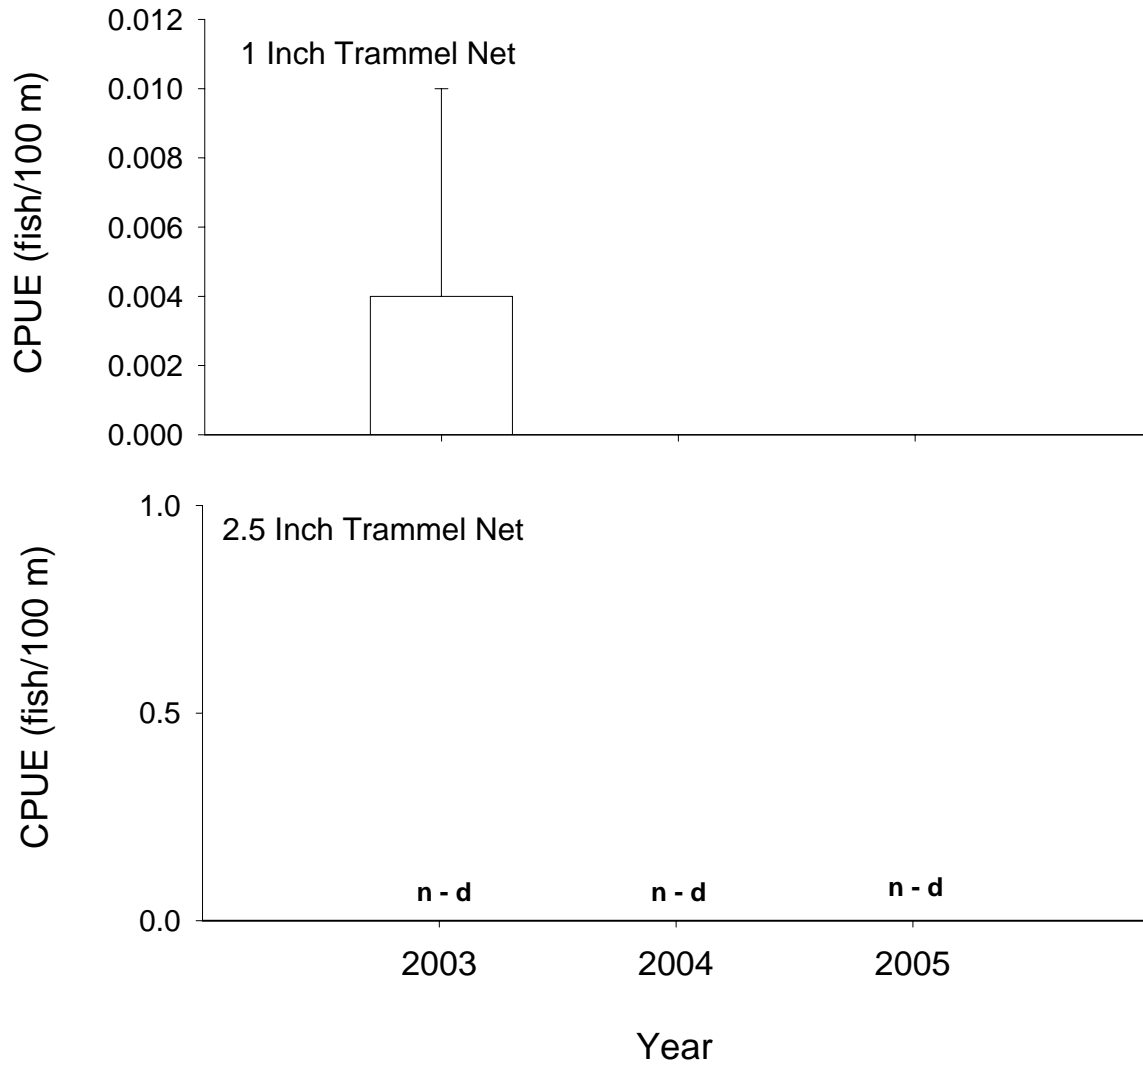 1 Inch Trammel Net
CPUE (fish/100 m)
0.012
0.010
0.008
0.006
0.004
0.002
0.000
2.5 Inch Trammel Net
CPUE (fish/100 m)
1.0
0.5
0.0
n - d
n - d
n - d
2003
2004
2005
Year